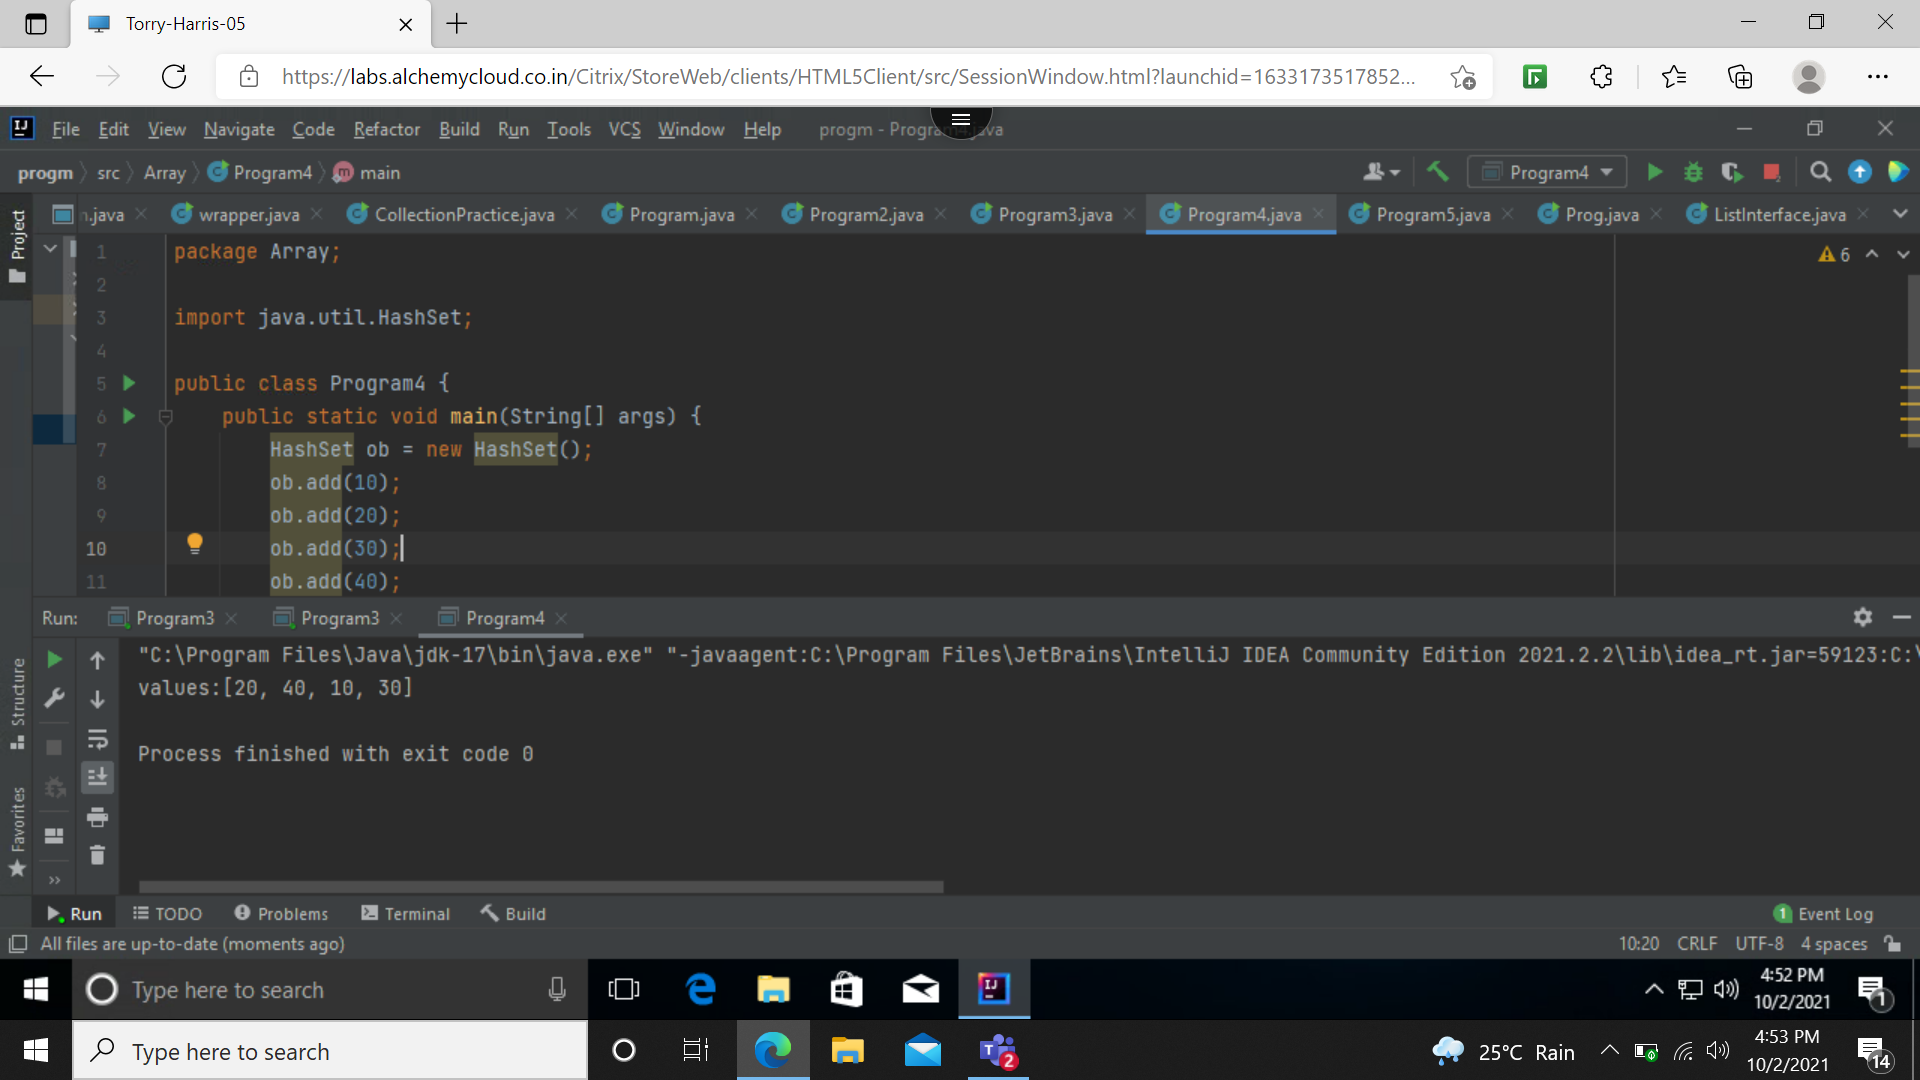 Torry-Harris-05
https://labs.alchemycloud.co.in/Citrix/StoreWeb/clients/HTML5Client/src/SessionWindow.html?launchid=1633173517852...
File Edit View Navigate Code Refactor Build Run Tools VCS Window Help progm - Program4.java
progm src Array Program4 main Program4
n.java wrapper.java CollectionPractice.java Program.java Program2.java Program3.java Program4.java Program5.java Prog.java ListInterface.java
Project
6
1 package Array;
2
3 import java.util.HashSet;
4
5 public class Program4 {
6 public static void main(String[] args) {
7 HashSet ob = new HashSet();
8 ob.add(10);
9 ob.add(20);
10 ob.add(30);
11 ob.add(40);
Run: Program3 Program3 Program4
"C:\Program Files\Java\jdk-17\bin\java.exe" "-javaagent:C:\Program Files\JetBrains\IntelliJ IDEA Community Edition 2021.2.2\lib\idea_rt.jar=59123:C:\
values:[20, 40, 10, 30]
Process finished with exit code 0
Structure
Favorites
Run TODO Problems Terminal Build 1 Event Log
All files are up-to-date (moments ago) 10:20 CRLF UTF-8 4 spaces
Type here to search 4:52 PM
10/2/2021 1
Type here to search 2 25°C Rain 4:53 PM
10/2/2021 14